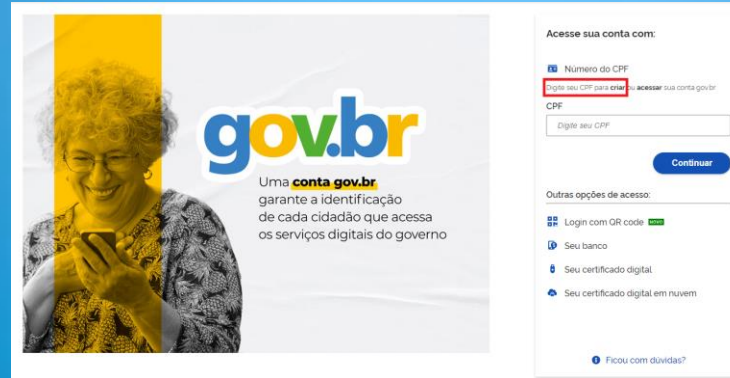 gov.br
Uma conta gov.br
garante a identificação
de cada cidadão que acessa
os serviços digitais do governo
Acesse sua conta com:
Número do CPF
Digite seu CPF para criar ou acessar sua conta gov.br
CPF
Digite seu CPF
Continuar
Outras opções de acesso:
Login com QR code NOVO
Seu banco
Seu certificado digital
Seu certificado digital em nuvem
Ficou com dúvidas?